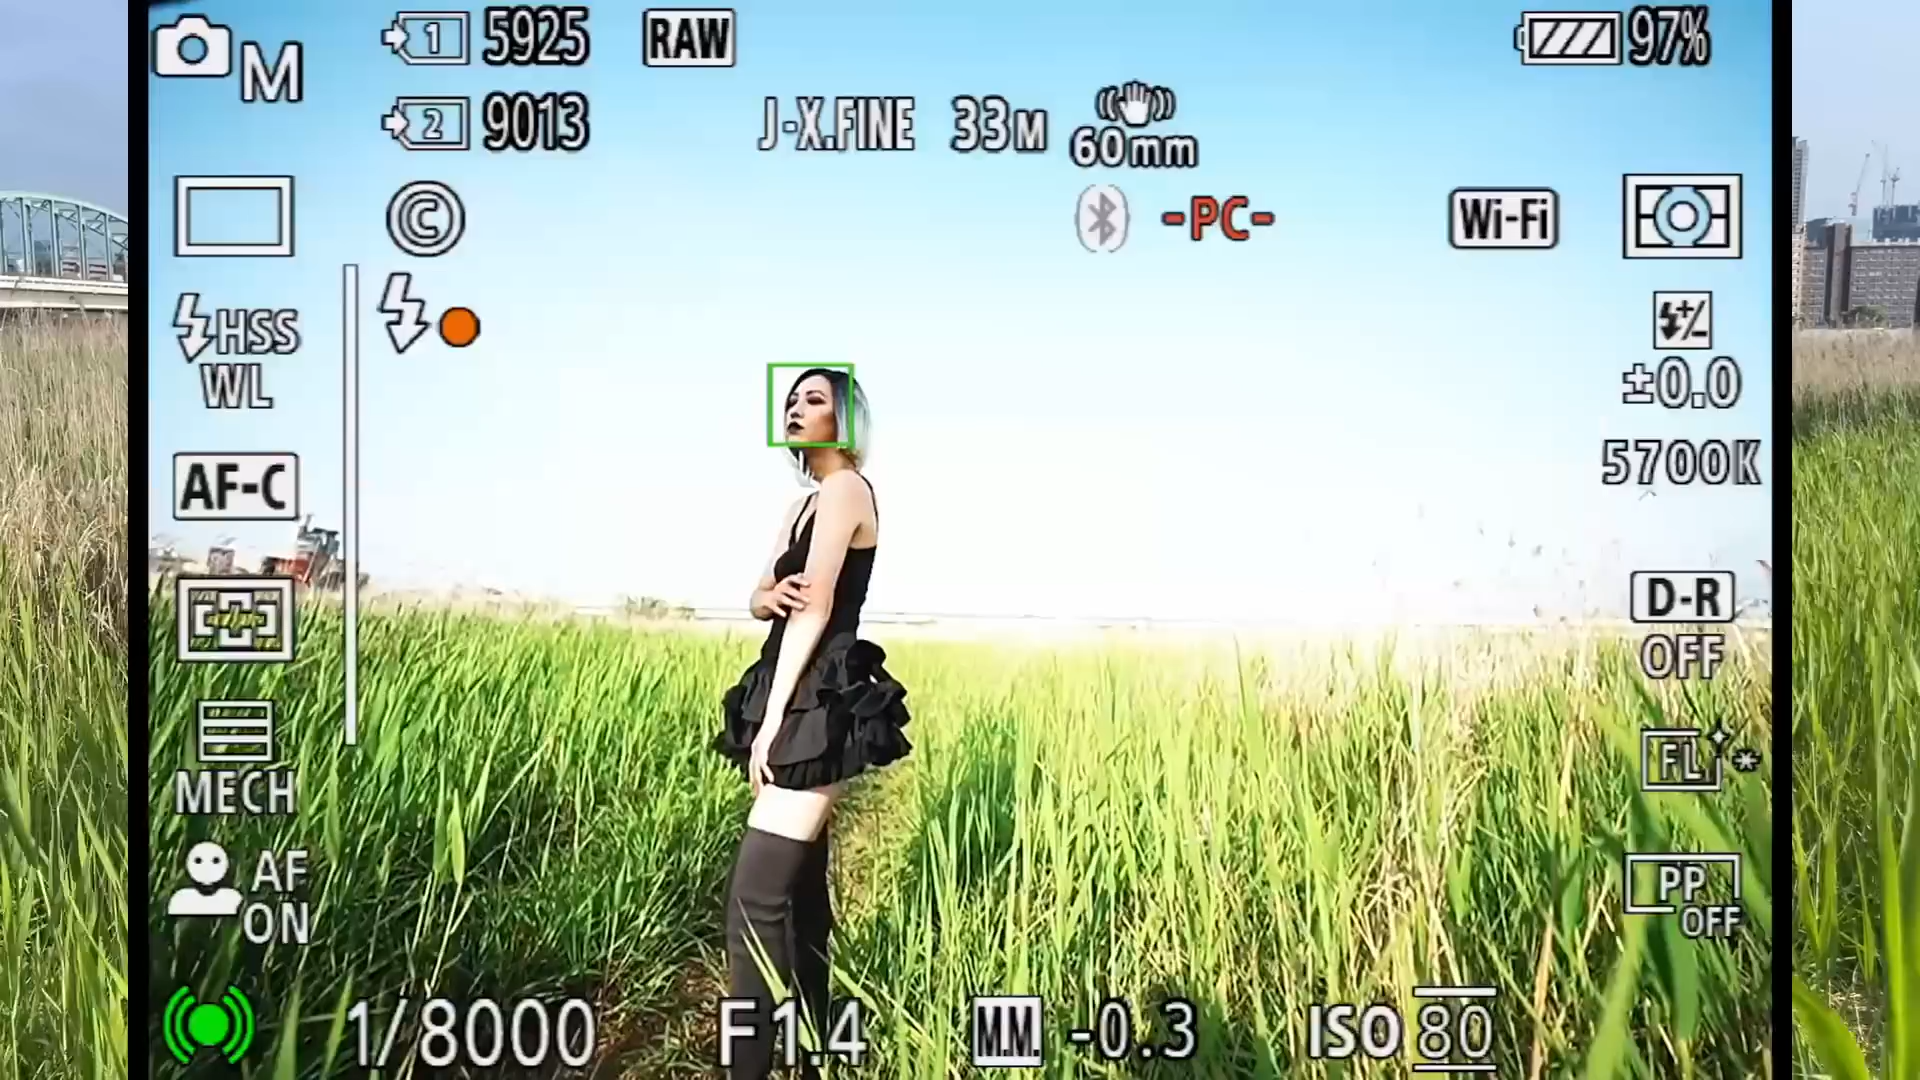 M
1 5925
RAW
97%
2 9013
J-X.FINE 33M
60mm
C
-PC-
Wi-Fi
HSS
WL
±0.0
AF-C
5700K
D-R
OFF
FL
MECH
AF
ON
PP
OFF
1/8000 F1.4 M.M. -0.3 ISO 80